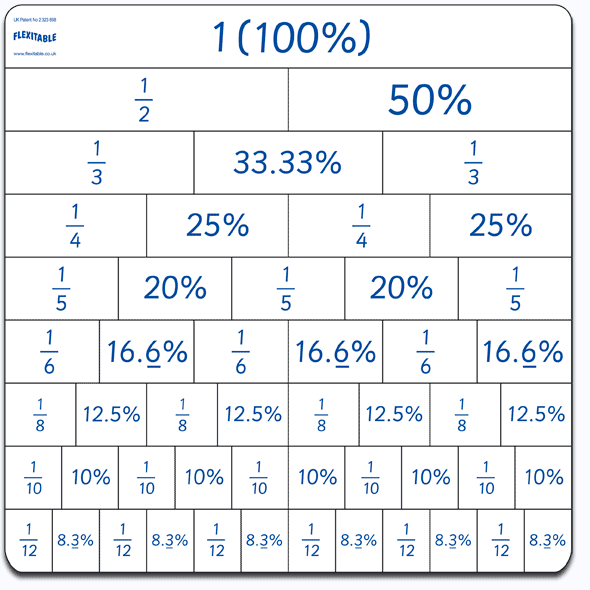 UK Patent No 2 323 698
FLEXITABLE
www.flexitable.co.uk
1 (100%)
1/2 50%
1/3 33.33% 1/3
1/4 25% 1/4 25%
1/5 20% 1/5 20% 1/5
1/6 16.6̲% 1/6 16.6̲% 1/6 16.6̲%
1/8 12.5% 1/8 12.5% 1/8 12.5% 1/8 12.5%
1/10 10% 1/10 10% 1/10 10% 1/10 10% 1/10 10%
1/12 8.3̲% 1/12 8.3̲% 1/12 8.3̲% 1/12 8.3̲% 1/12 8.3̲% 1/12 8.3̲%